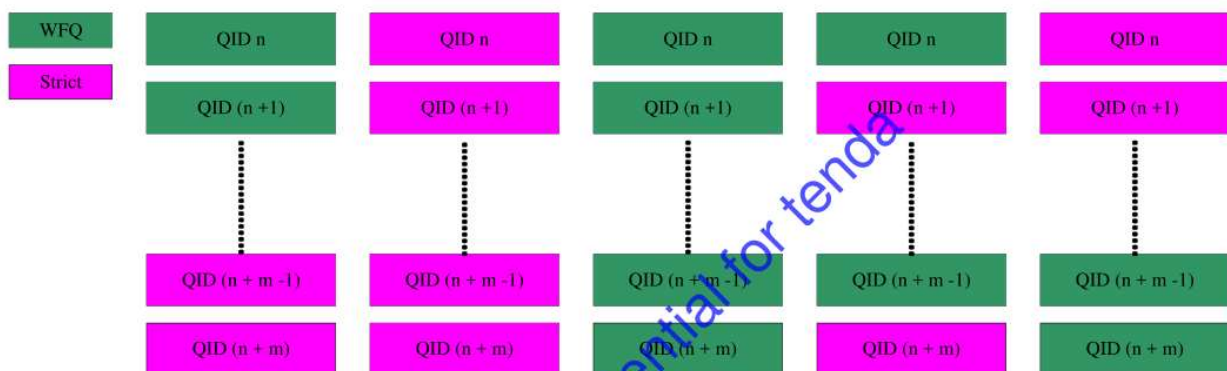 WFQ QID n QID n QID n QID n QID n
Strict QID (n +1) QID (n +1) QID (n +1) QID (n +1) QID (n +1)
QID (n + m -1) QID (n + m -1) QID (n + m -1) QID (n + m -1) QID (n + m -1)
QID (n + m) QID (n + m) QID (n + m) QID (n + m) QID (n + m)
for tenda